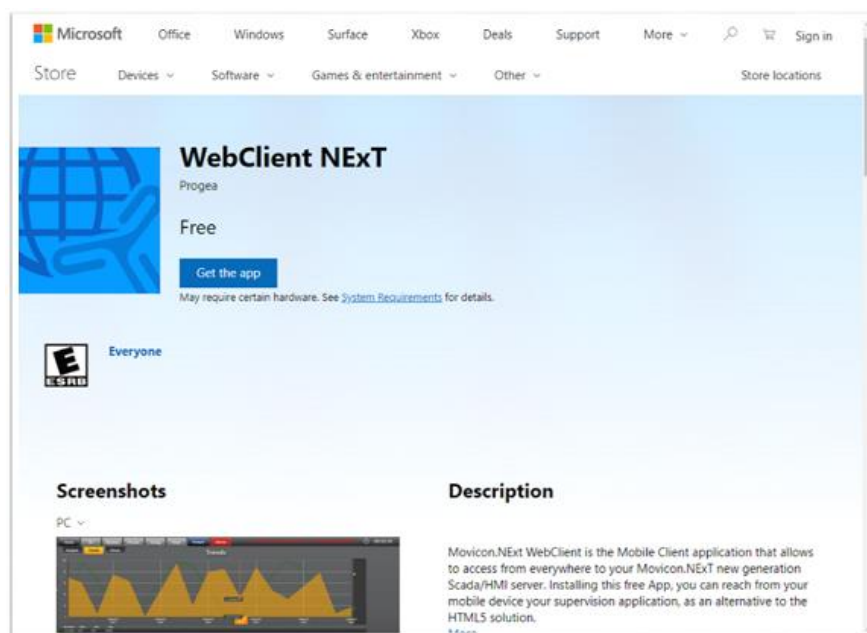 Microsoft Office Windows Surface Xbox Deals Support More Sign in
Store Devices Software Games & entertainment Other Store locations
WebClient NExT
Progea
Free
Get the app
May require certain hardware. See System Requirements for details.
E
ESRB
Everyone
Screenshots
PC
Trends
Description
Movicon.NExt WebClient is the Mobile Client application that allows
to access from everywhere to your Movicon.NExT new generation
Scada/HMI server. Installing this free App, you can reach from your
mobile device your supervision application, as an alternative to the
HTML5 solution.
More